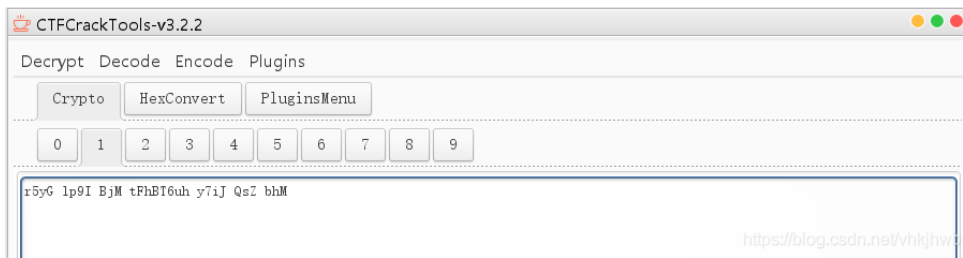 CTFCrackTools-v3.2.2
Decrypt Decode Encode Plugins
Crypto HexConvert PluginsMenu
0 1 2 3 4 5 6 7 8 9
r5yG lp9I BjM tFhBT6uh y7iJ QsZ bhM
https://blog.csdn.net/vhkjhwb